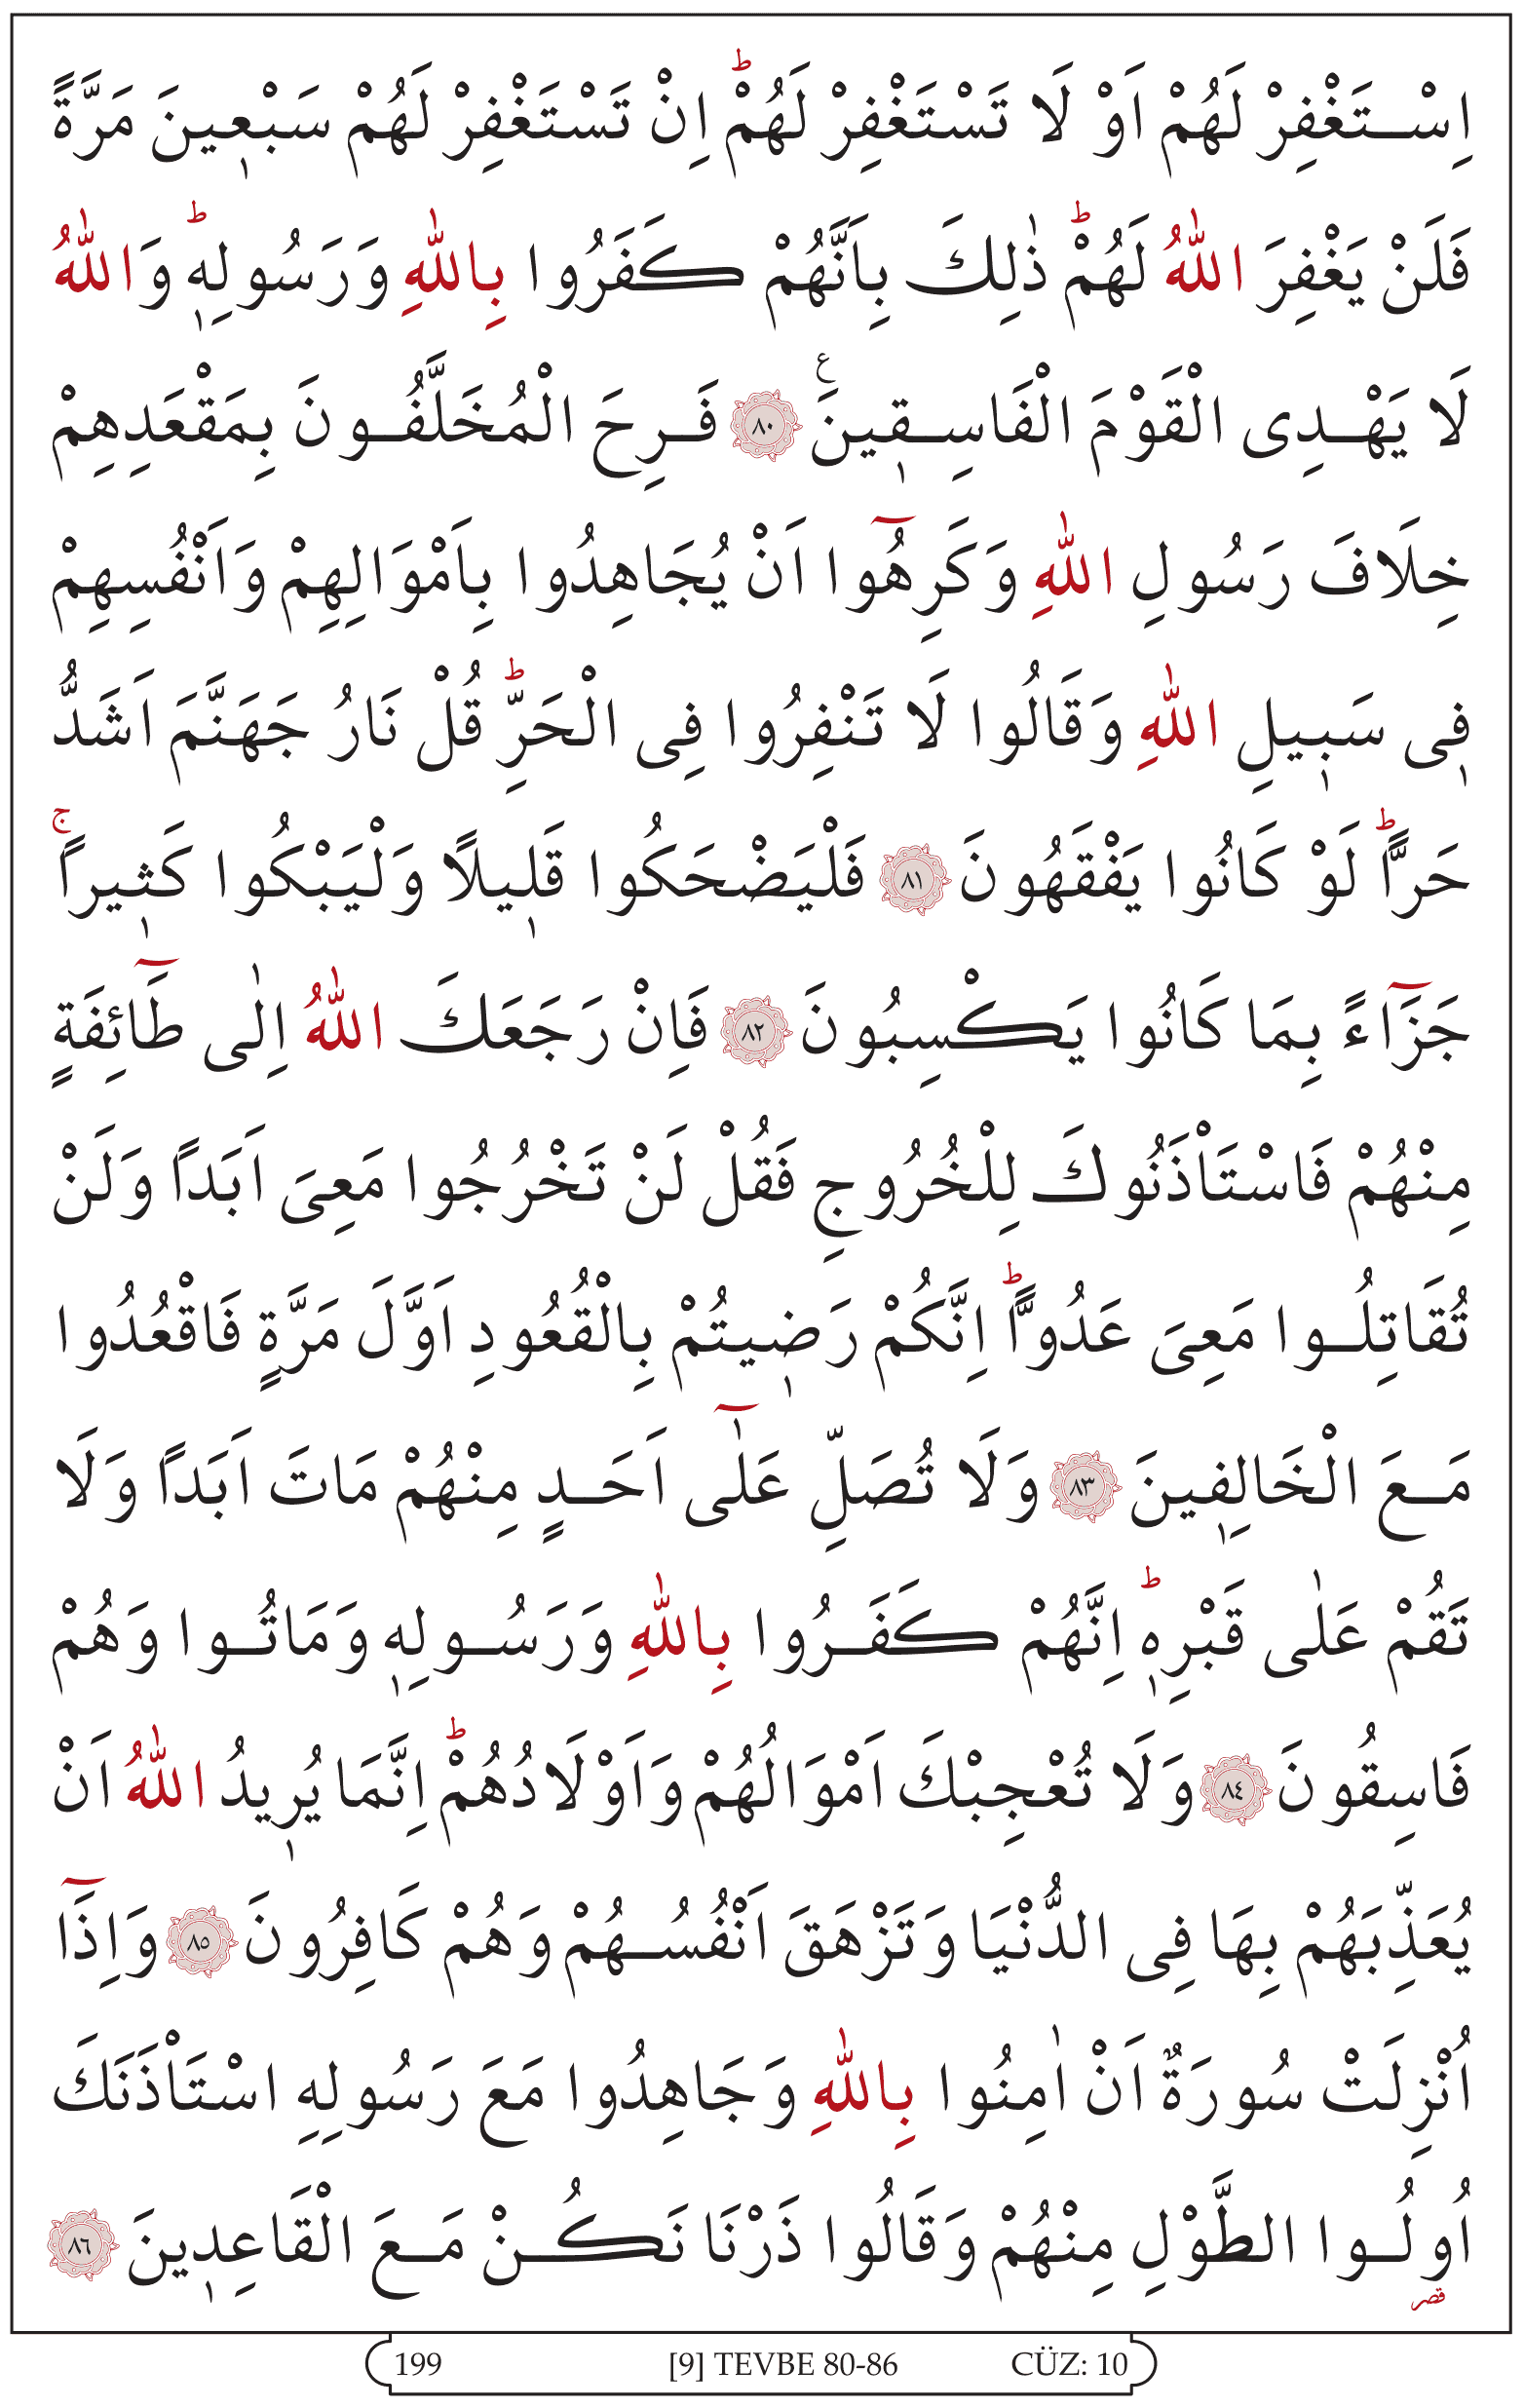 اِسْتَغْفِرْ لَهُمْ اَوْ لَا تَسْتَغْفِرْ لَهُمْۜ اِنْ تَسْتَغْفِرْ لَهُمْ سَبْع۪ينَ مَرَّةً
فَلَنْ يَغْفِرَ اللّٰهُ لَهُمْۜ ذٰلِكَ بِاَنَّهُمْ كَفَرُوا بِاللّٰهِ وَرَسُولِه۪ۜ وَاللّٰهُ
لَا يَهْدِى الْقَوْمَ الْفَاسِق۪ينَ۟ ﴿٨٠﴾ فَرِحَ الْمُخَلَّفُونَ بِمَقْعَدِهِمْ
خِلَافَ رَسُولِ اللّٰهِ وَكَرِهُٓوا اَنْ يُجَاهِدُوا بِاَمْوَالِهِمْ وَاَنْفُسِهِمْ
ف۪ى سَب۪يلِ اللّٰهِ وَقَالُوا لَا تَنْفِرُوا فِى الْحَرِّۜ قُلْ نَارُ جَهَنَّمَ اَشَدُّ
حَرًّاۜ لَوْ كَانُوا يَفْقَهُونَ ﴿٨١﴾ فَلْيَضْحَكُوا قَل۪يلًا وَلْيَبْكُوا كَث۪يرًاۚ
جَزَٓاءً بِمَا كَانُوا يَكْسِبُونَ ﴿٨٢﴾ فَاِنْ رَجَعَكَ اللّٰهُ اِلٰى طَٓائِفَةٍ
مِنْهُمْ فَاسْتَاْذَنُوكَ لِلْخُرُوجِ فَقُلْ لَنْ تَخْرُجُوا مَعِىَ اَبَدًا وَلَنْ
تُقَاتِلُوا مَعِىَ عَدُوًّاۜ اِنَّكُمْ رَض۪يتُمْ بِالْقُعُودِ اَوَّلَ مَرَّةٍ فَاقْعُدُوا
مَعَ الْخَالِف۪ينَ ﴿٨٣﴾ وَلَا تُصَلِّ عَلٰٓى اَحَدٍ مِنْهُمْ مَاتَ اَبَدًا وَلَا
تَقُمْ عَلٰى قَبْرِه۪ۜ اِنَّهُمْ كَفَرُوا بِاللّٰهِ وَرَسُولِه۪ وَمَاتُوا وَهُمْ
فَاسِقُونَ ﴿٨٤﴾ وَلَا تُعْجِبْكَ اَمْوَالُهُمْ وَاَوْلَادُهُمْۜ اِنَّمَا يُر۪يدُ اللّٰهُ اَنْ
يُعَذِّبَهُمْ بِهَا فِى الدُّنْيَا وَتَزْهَقَ اَنْفُسُهُمْ وَهُمْ كَافِرُونَ ﴿٨٥﴾ وَاِذَٓا
اُنْزِلَتْ سُورَةٌ اَنْ اٰمِنُوا بِاللّٰهِ وَجَاهِدُوا مَعَ رَسُولِهِ اسْتَاْذَنَكَ
اُولُوا الطَّوْلِ مِنْهُمْ وَقَالُوا ذَرْنَا نَكُنْ مَعَ الْقَاعِد۪ينَ ﴿٨٦﴾
قصر
199 [9] TEVBE 80-86 CÜZ: 10